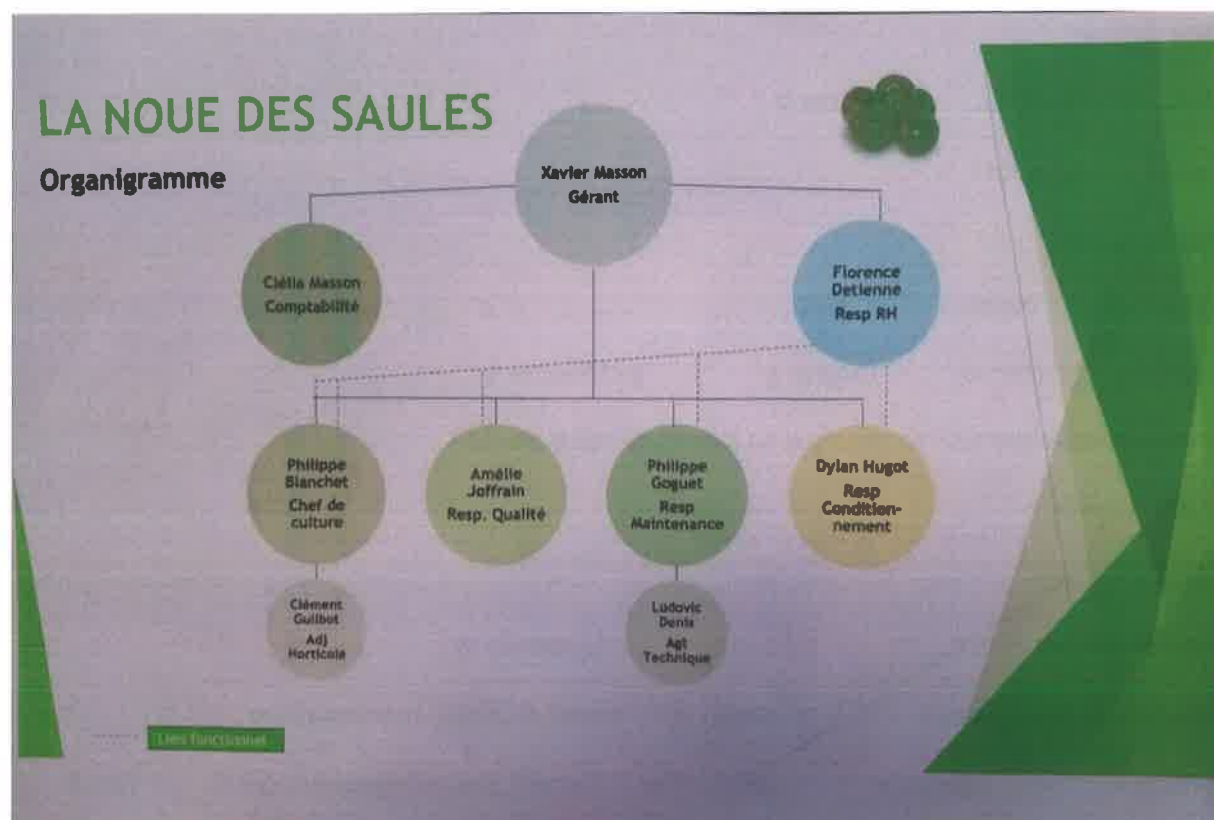 LA NOUE DES SAULES
Organigramme
Xavier Masson
Gérant
Clélia Masson
Comptabilité
Florence
Detienne
Resp RH
Philippe
Blanchet
Chef de
culture
Amélie
Joffrain
Resp. Qualité
Philippe
Goguet
Resp
Maintenance
Dylan Hugot
Resp
Condition-
nement
Clément
Guilbot
Adj
Horticole
Ludovic
Denis
Agt
Technique
Lien fonctionnel